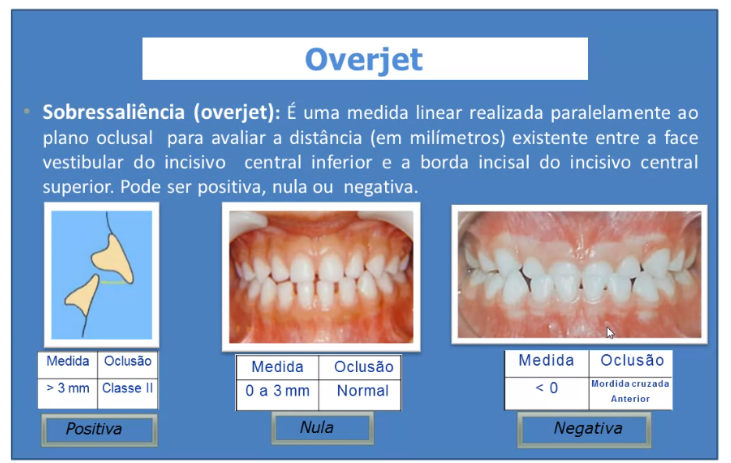 Overjet
• Sobressaliência (overjet): É uma medida linear realizada paralelamente ao
plano oclusal para avaliar a distância (em milímetros) existente entre a face
vestibular do incisivo central inferior e a borda incisal do incisivo central
superior. Pode ser positiva, nula ou negativa.
Medida Oclusão
> 3 mm Classe II
Positiva
Medida Oclusão
0 a 3 mm Normal
Nula
Medida Oclusão
< 0 Mordida cruzada
Anterior
Negativa